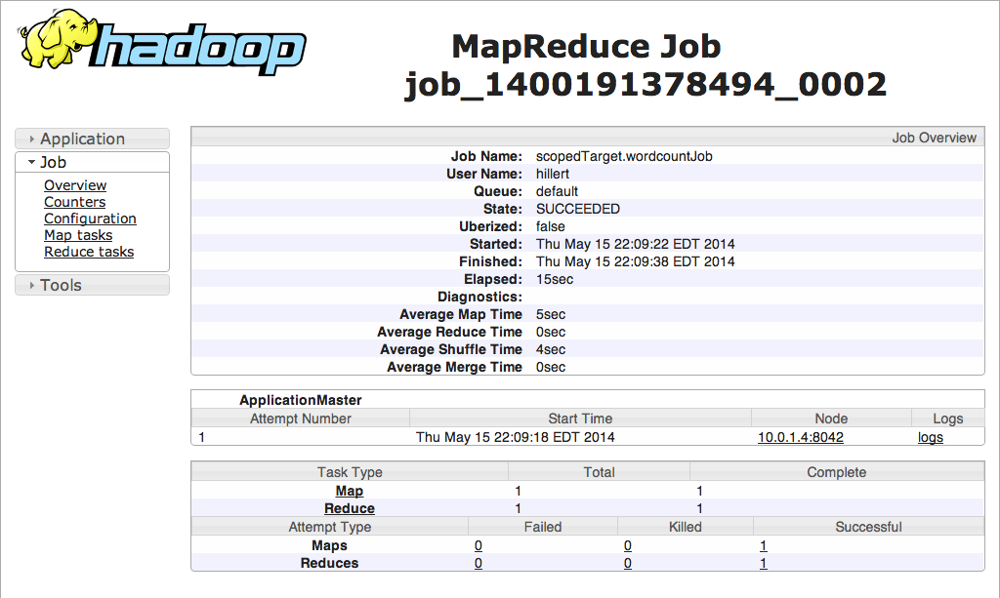 hadoop
MapReduce Job
job_1400191378494_0002
Application
Job
Overview
Counters
Configuration
Map tasks
Reduce tasks
Tools
Job Overview
Job Name: scopedTarget.wordcountJob
User Name: hillert
Queue: default
State: SUCCEEDED
Uberized: false
Started: Thu May 15 22:09:22 EDT 2014
Finished: Thu May 15 22:09:38 EDT 2014
Elapsed: 15sec
Diagnostics:
Average Map Time 5sec
Average Reduce Time 0sec
Average Shuffle Time 4sec
Average Merge Time 0sec
ApplicationMaster
Attempt Number Start Time Node Logs
1 Thu May 15 22:09:18 EDT 2014 10.0.1.4:8042 logs
Task Type Total Complete
Map 1 1
Reduce 1 1
Attempt Type Failed Killed Successful
Maps 0 0 1
Reduces 0 0 1